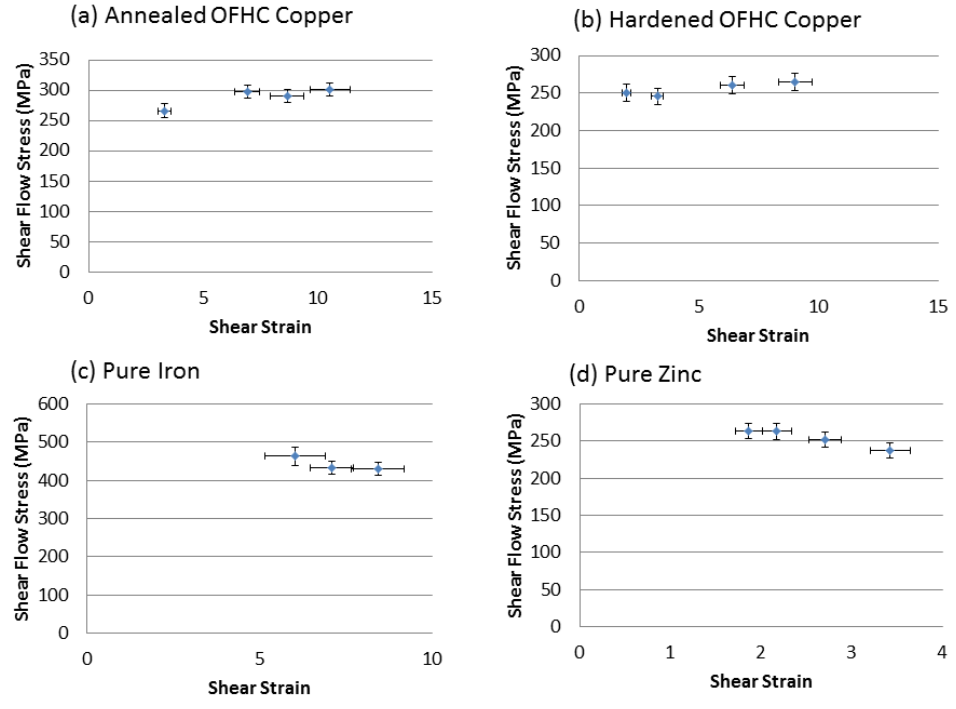 (a) Annealed OFHC Copper
350
300
250
200
150
100
50
0
0 5 10 15
Shear Flow Stress (MPa)
Shear Strain
(b) Hardened OFHC Copper
300
250
200
150
100
50
0
0 5 10 15
Shear Flow Stress (MPa)
Shear Strain
(c) Pure Iron
600
500
400
300
200
100
0
0 5 10
Shear Flow Stress (MPa)
Shear Strain
(d) Pure Zinc
300
250
200
150
100
50
0
0 1 2 3 4
Shear Flow Stress (MPa)
Shear Strain